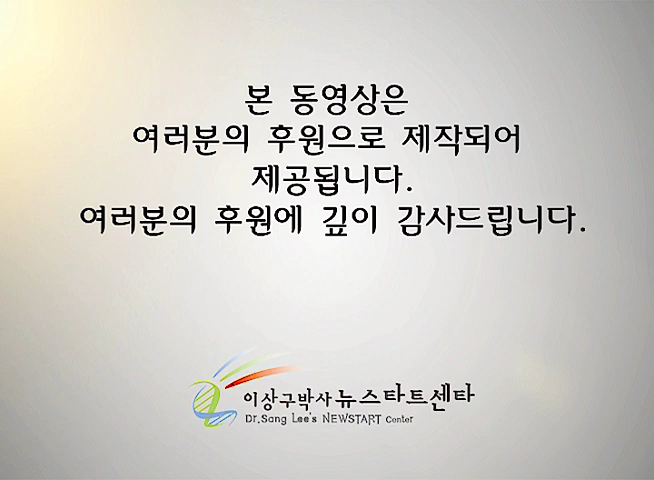 본 동영상은
여러분의 후원으로 제작되어
제공됩니다.
여러분의 후원에 깊이 감사드립니다.
이상구박사 뉴스타트센타
Dr.Sang Lee's NEWSTART Center